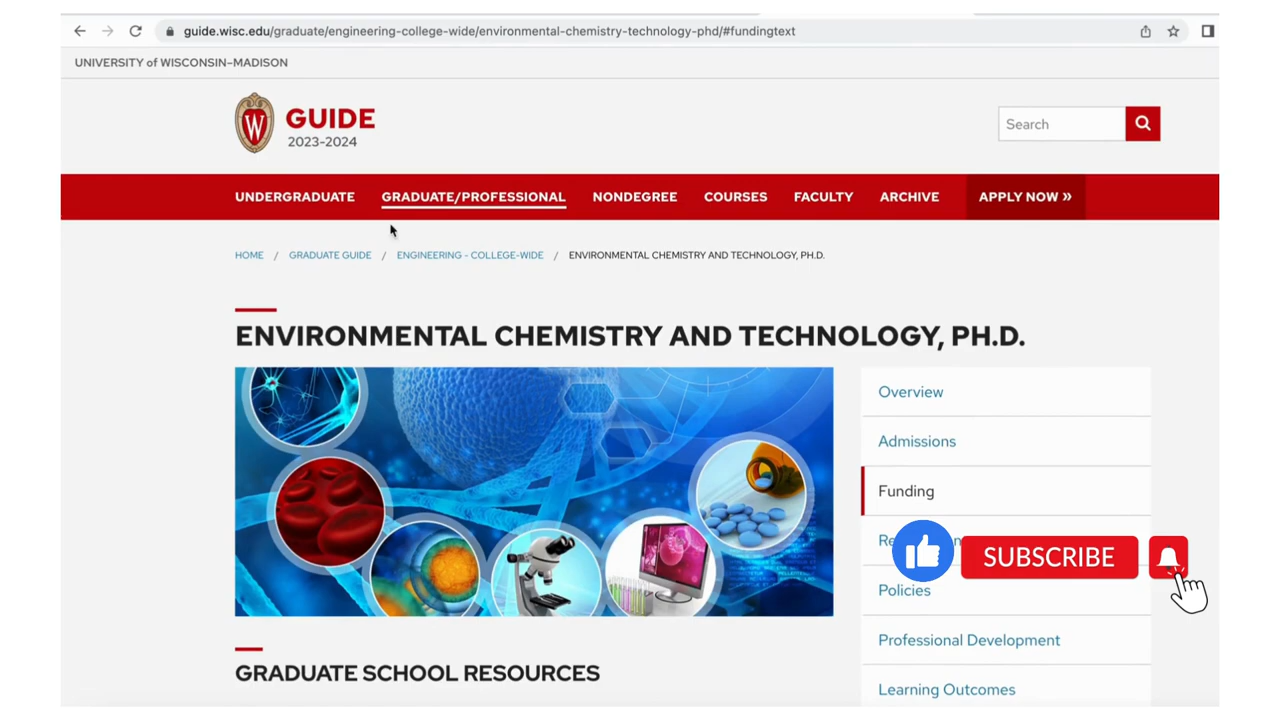 guide.wisc.edu/graduate/engineering-college-wide/environmental-chemistry-technology-phd/#fundingtext
UNIVERSITY of WISCONSIN–MADISON
W
GUIDE
2023-2024
Search
UNDERGRADUATE GRADUATE/PROFESSIONAL NONDEGREE COURSES FACULTY ARCHIVE APPLY NOW »
HOME / GRADUATE GUIDE / ENGINEERING - COLLEGE-WIDE / ENVIRONMENTAL CHEMISTRY AND TECHNOLOGY, PH.D.
ENVIRONMENTAL CHEMISTRY AND TECHNOLOGY, PH.D.
Overview
Admissions
Funding
SUBSCRIBE
Policies
Professional Development
Learning Outcomes
GRADUATE SCHOOL RESOURCES